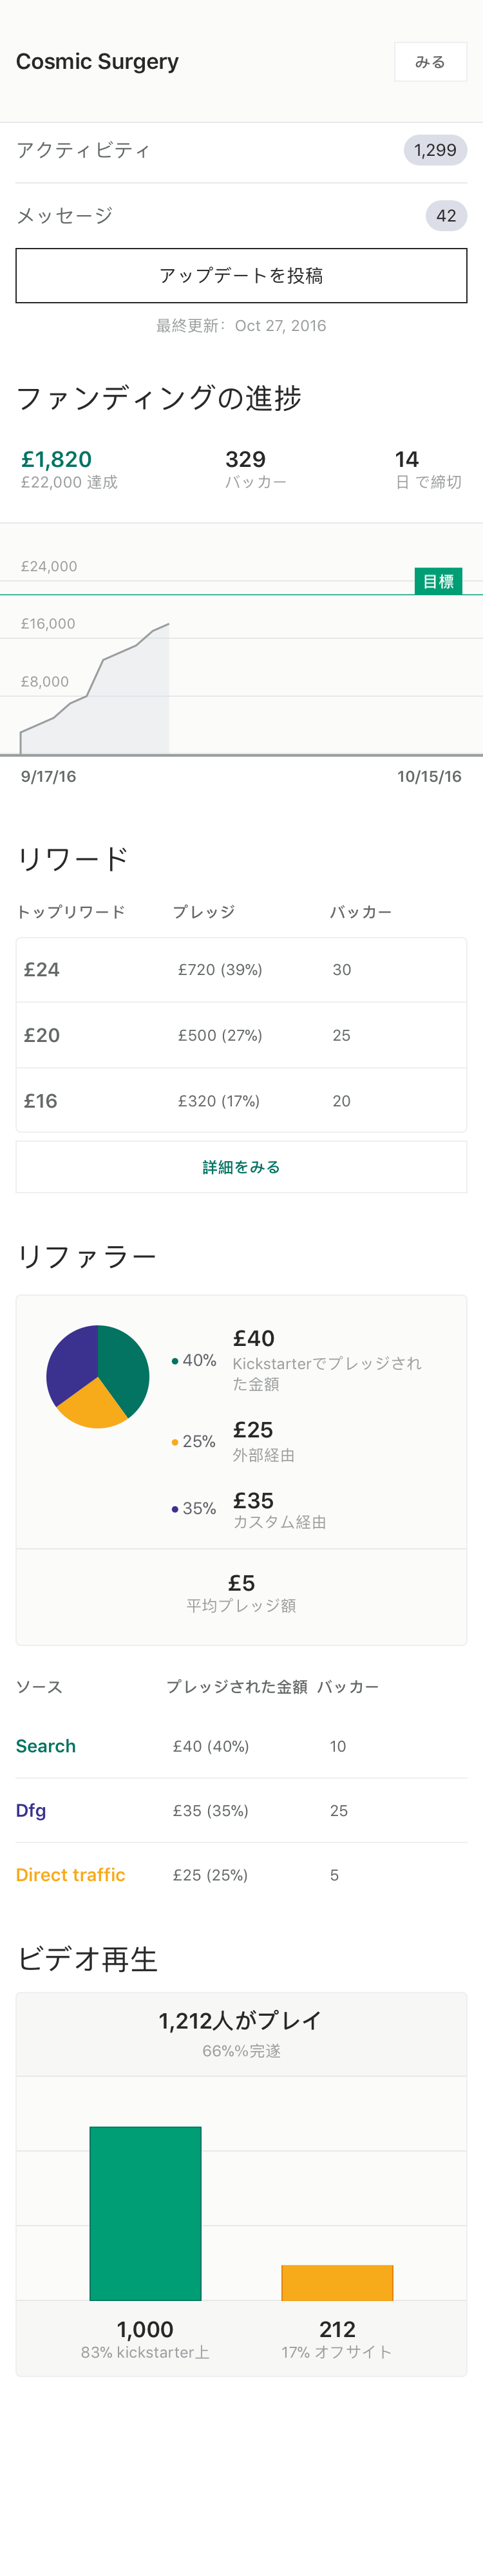 Cosmic Surgery
みる
アクティビティ
1,299
メッセージ
42
アップデートを投稿
最終更新: Oct 27, 2016
ファンディングの進捗
£1,820
329
14
£22,000 達成
バッカー
日 で締切
£24,000
目標
£16,000
£8,000
9/17/16
10/15/16
リワード
トップリワード
プレッジ
バッカー
£24
£720 (39%)
30
£20
£500 (27%)
25
£16
£320 (17%)
20
詳細をみる
リファラー
40%
£40
Kickstarterでプレッジされ
た金額
25%
£25
外部経由
35%
£35
カスタム経由
£5
平均プレッジ額
ソース
プレッジされた金額
バッカー
Search
£40 (40%)
10
Dfg
£35 (35%)
25
Direct traffic
£25 (25%)
5
ビデオ再生
1,212人がプレイ
66%%完遂
1,000
212
83% kickstarter上
17% オフサイト